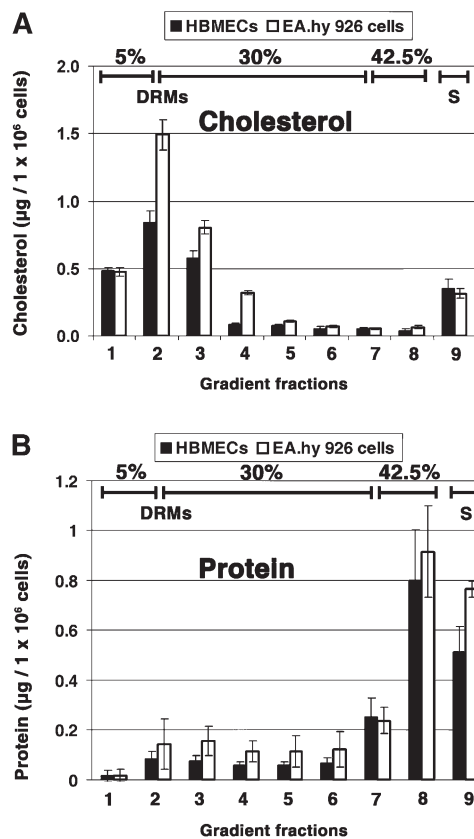 A
HBMECs EA.hy 926 cells
5% 30% 42.5%
DRMs S
Cholesterol
Cholesterol (µg / 1 x 10⁶ cells)
2.0
1.5
1.0
0.5
0.0
1 2 3 4 5 6 7 8 9
Gradient fractions
B
HBMECs EA.hy 926 cells
5% 30% 42.5%
DRMs S
Protein
Protein (µg / 1 x 10⁶ cells)
1.2
1
0.8
0.6
0.4
0.2
0
1 2 3 4 5 6 7 8 9
Gradient fractions